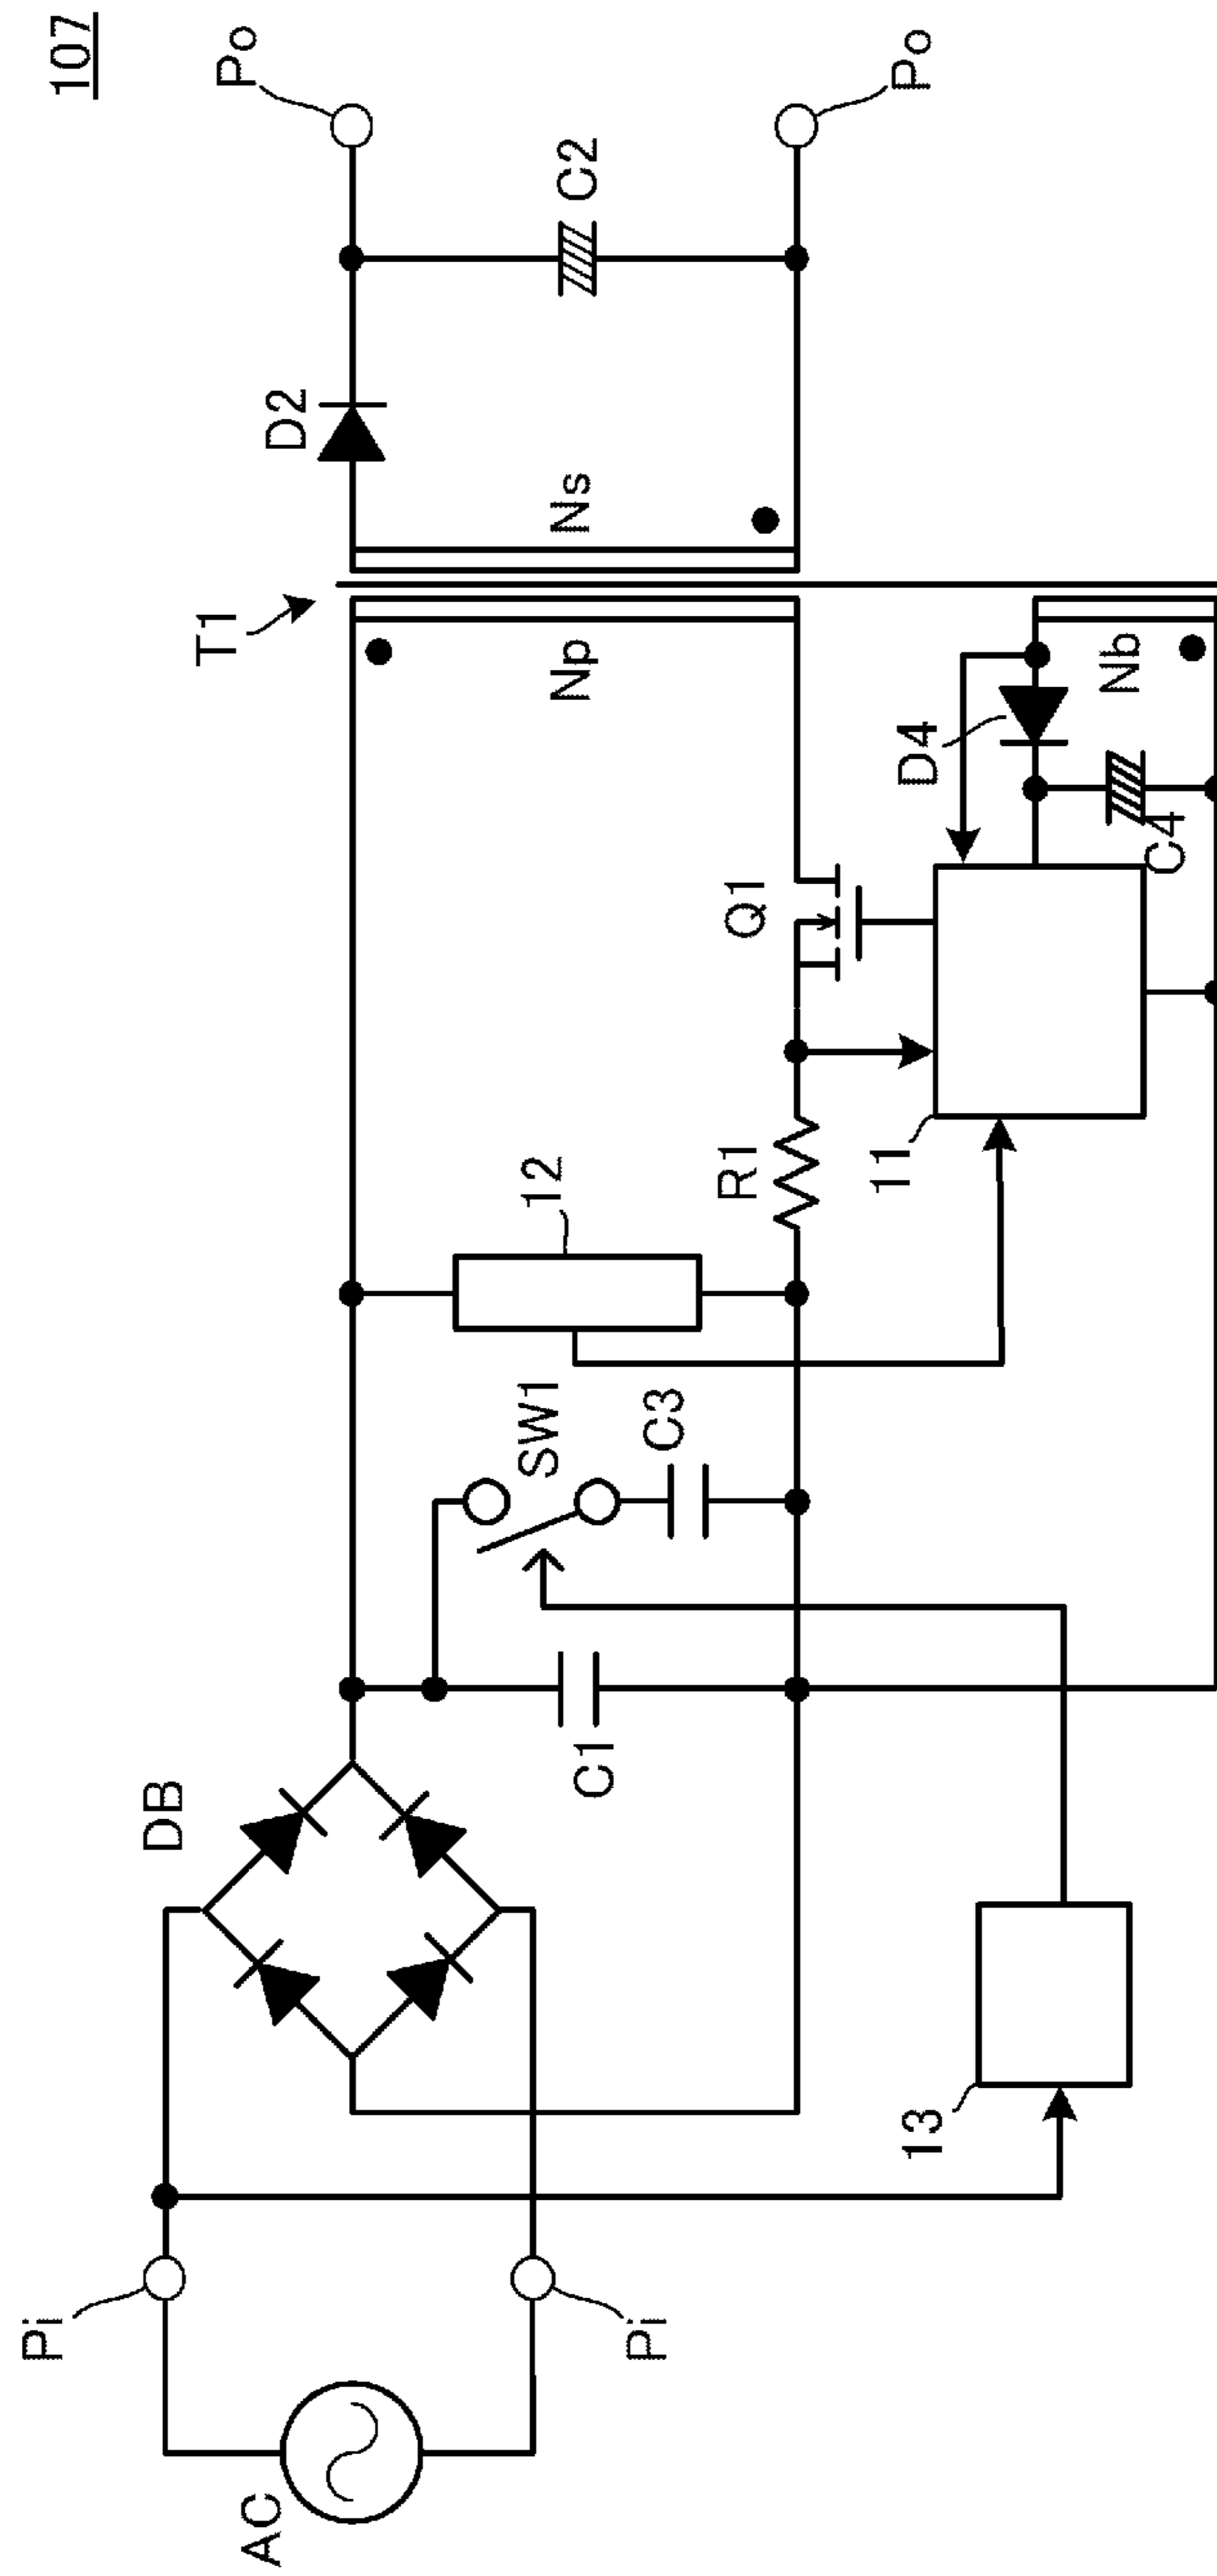 107
Po
Po
C2
D2
Ns
T1
Np
Nb
D4
C4
Q1
11
R1
12
SW1
C3
C1
DB
13
Pi
Pi
AC